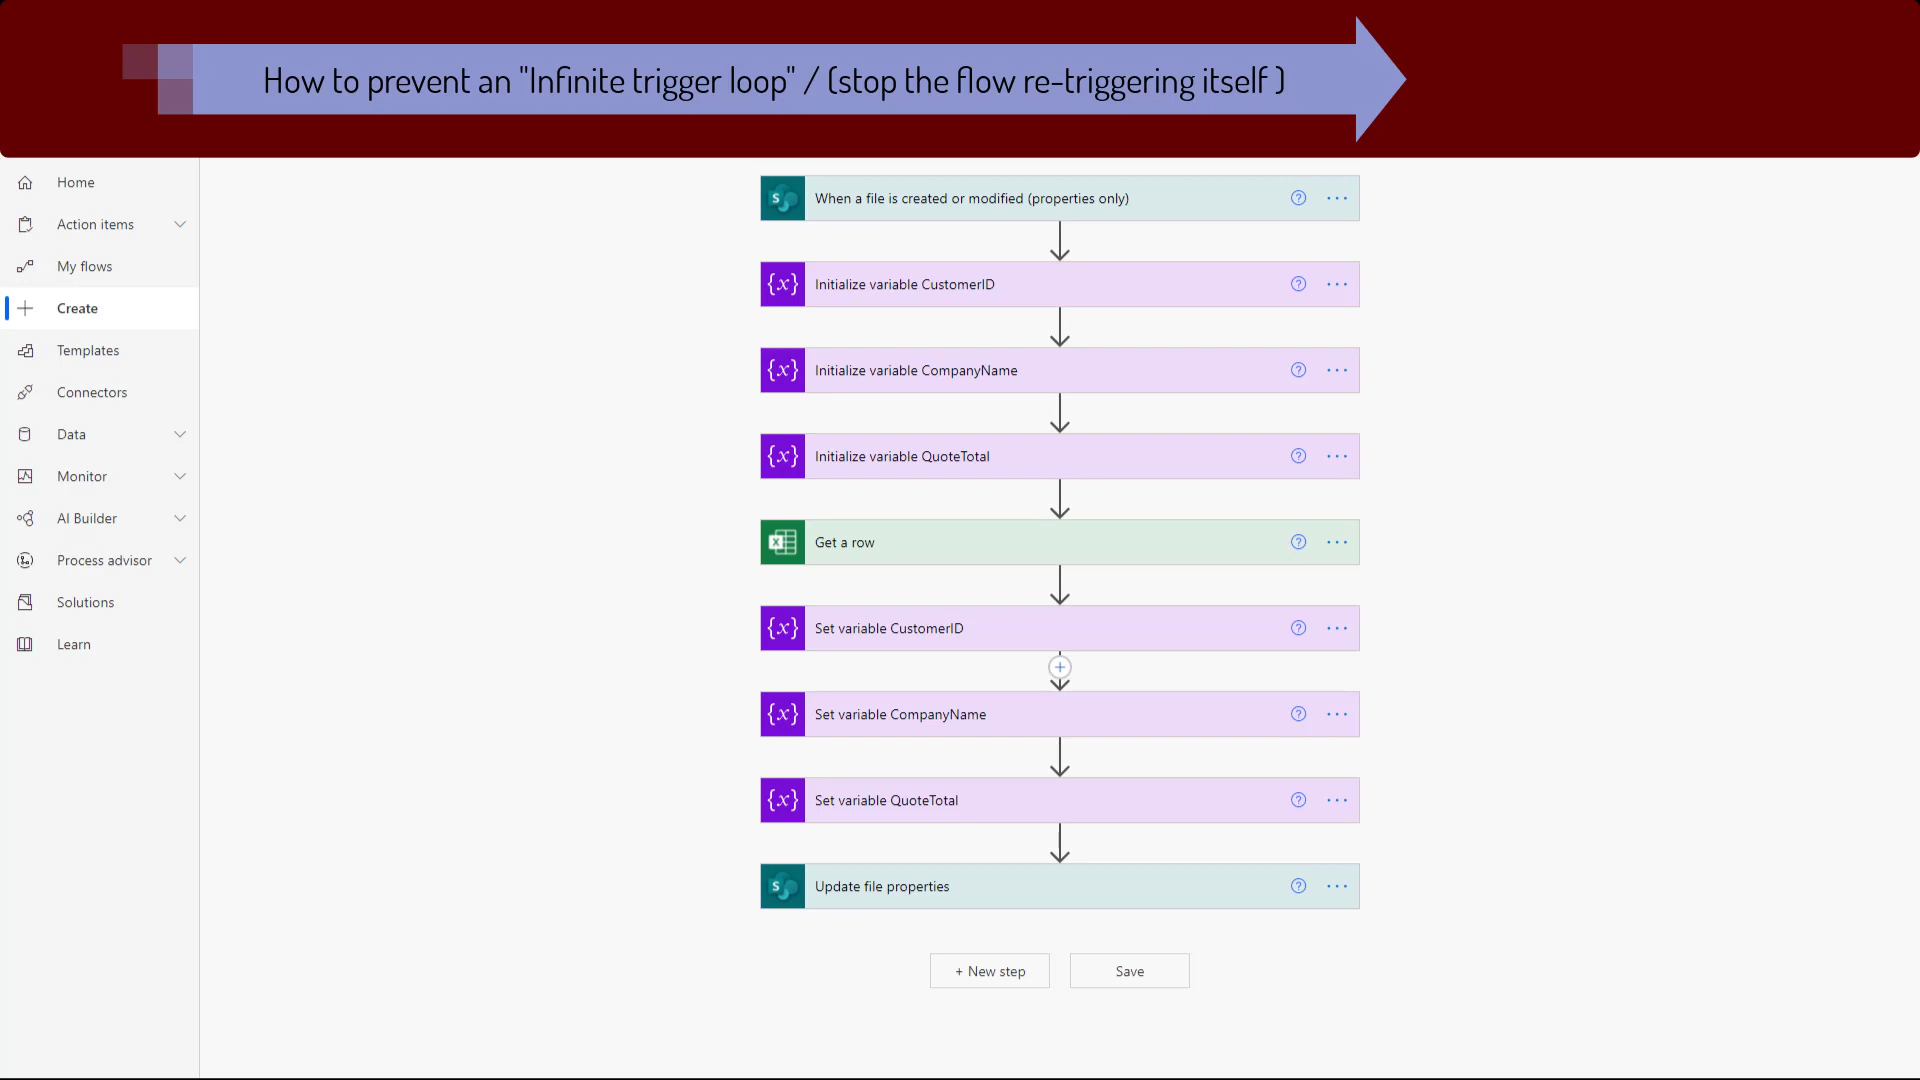 How to prevent an "Infinite trigger loop" / (stop the flow re-triggering itself )
Home
Action items
My flows
Create
Templates
Connectors
Data
Monitor
AI Builder
Process advisor
Solutions
Learn
When a file is created or modified (properties only)
{x} Initialize variable CustomerID
{x} Initialize variable CompanyName
{x} Initialize variable QuoteTotal
Get a row
{x} Set variable CustomerID
{x} Set variable CompanyName
{x} Set variable QuoteTotal
Update file properties
+ New step
Save